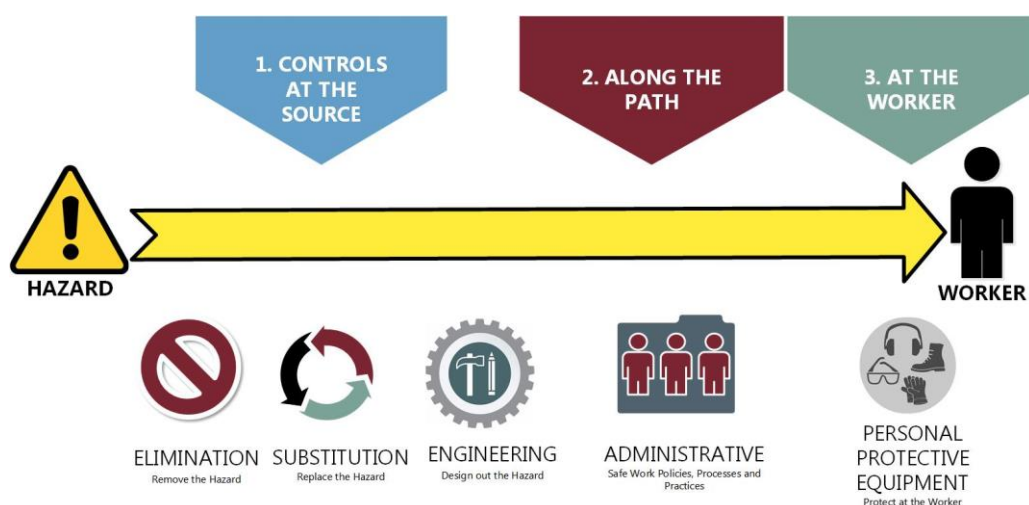 1. CONTROLS
AT THE
SOURCE
2. ALONG THE
PATH
3. AT THE
WORKER
HAZARD
WORKER
ELIMINATION
Remove the Hazard
SUBSTITUTION
Replace the Hazard
ENGINEERING
Design out the Hazard
ADMINISTRATIVE
Safe Work Policies, Processes and
Practices
PERSONAL
PROTECTIVE
EQUIPMENT
Protect at the Worker